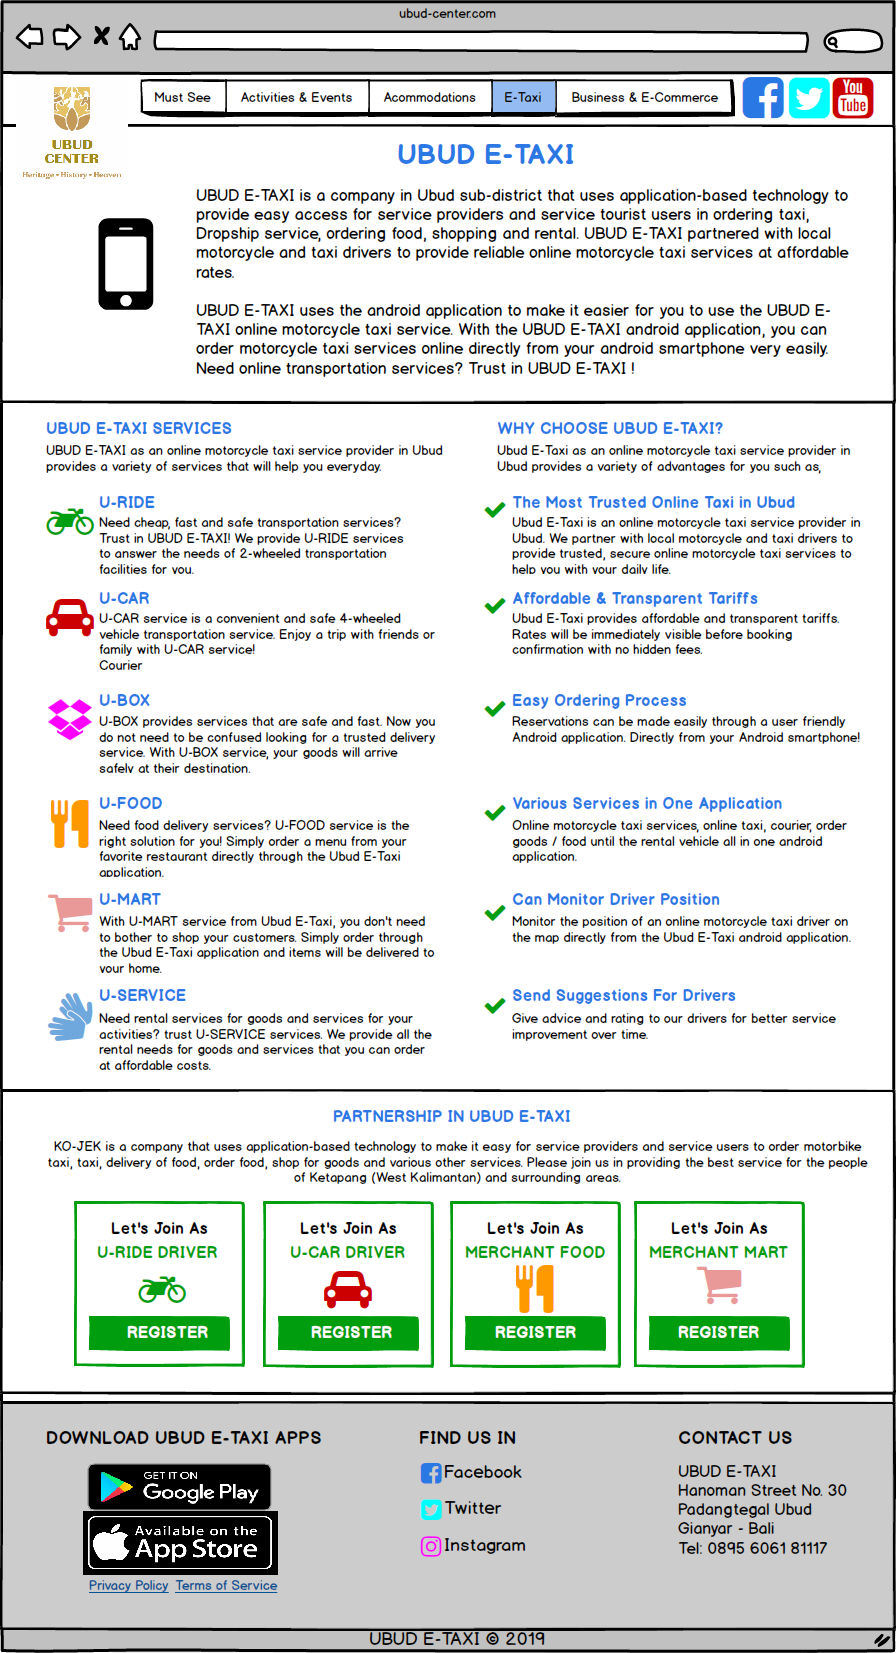 ubud-center.com
Must See
Activities & Events
Acommodations
E-Taxi
Business & E-Commerce
You
Tube
UBUD
CENTER
Heritage • History • Heaven
UBUD E-TAXI
UBUD E-TAXI is a company in Ubud sub-district that uses application-based technology to
provide easy access for service providers and service tourist users in ordering taxi,
Dropship service, ordering food, shopping and rental. UBUD E-TAXI partnered with local
motorcycle and taxi drivers to provide reliable online motorcycle taxi services at affordable
rates.
UBUD E-TAXI uses the android application to make it easier for you to use the UBUD E-
TAXI online motorcycle taxi service. With the UBUD E-TAXI android application, you can
order motorcycle taxi services online directly from your android smartphone very easily.
Need online transportation services? Trust in UBUD E-TAXI !
UBUD E-TAXI SERVICES
UBUD E-TAXI as an online motorcycle taxi service provider in Ubud
provides a variety of services that will help you everyday.
U-RIDE
Need cheap, fast and safe transportation services?
Trust in UBUD E-TAXI! We provide U-RIDE services
to answer the needs of 2-wheeled transportation
facilities for you.
U-CAR
U-CAR service is a convenient and safe 4-wheeled
vehicle transportation service. Enjoy a trip with friends or
family with U-CAR service!
Courier
U-BOX
U-BOX provides services that are safe and fast. Now you
do not need to be confused looking for a trusted delivery
service. With U-BOX service, your goods will arrive
safely at their destination.
U-FOOD
Need food delivery services? U-FOOD service is the
right solution for you! Simply order a menu from your
favorite restaurant directly through the Ubud E-Taxi
application.
U-MART
With U-MART service from Ubud E-Taxi, you don't need
to bother to shop your customers. Simply order through
the Ubud E-Taxi application and items will be delivered to
your home.
U-SERVICE
Need rental services for goods and services for your
activities? trust U-SERVICE services. We provide all the
rental needs for goods and services that you can order
at affordable costs.
WHY CHOOSE UBUD E-TAXI?
Ubud E-Taxi as an online motorcycle taxi service provider in
Ubud provides a variety of advantages for you such as,
The Most Trusted Online Taxi in Ubud
Ubud E-Taxi is an online motorcycle taxi service provider in
Ubud. We partner with local motorcycle and taxi drivers to
provide trusted, secure online motorcycle taxi services to
help you with your daily life.
Affordable & Transparent Tariffs
Ubud E-Taxi provides affordable and transparent tariffs.
Rates will be immediately visible before booking
confirmation with no hidden fees.
Easy Ordering Process
Reservations can be made easily through a user friendly
Android application. Directly from your Android smartphone!
Various Services in One Application
Online motorcycle taxi services, online taxi, courier, order
goods / food until the rental vehicle all in one android
application.
Can Monitor Driver Position
Monitor the position of an online motorcycle taxi driver on
the map directly from the Ubud E-Taxi android application.
Send Suggestions For Drivers
Give advice and rating to our drivers for better service
improvement over time.
PARTNERSHIP IN UBUD E-TAXI
KO-JEK is a company that uses application-based technology to make it easy for service providers and service users to order motorbike
taxi, taxi, delivery of food, order food, shop for goods and various other services. Please join us in providing the best service for the people
of Ketapang (West Kalimantan) and surrounding areas.
Let's Join As
U-RIDE DRIVER
REGISTER
Let's Join As
U-CAR DRIVER
REGISTER
Let's Join As
MERCHANT FOOD
REGISTER
Let's Join As
MERCHANT MART
REGISTER
DOWNLOAD UBUD E-TAXI APPS
GET IT ON
Google Play
Available on the
App Store
Privacy Policy Terms of Service
FIND US IN
Facebook
Twitter
Instagram
CONTACT US
UBUD E-TAXI
Hanoman Street No. 30
Padangtegal Ubud
Gianyar - Bali
Tel: 0895 6061 81117
UBUD E-TAXI © 2019